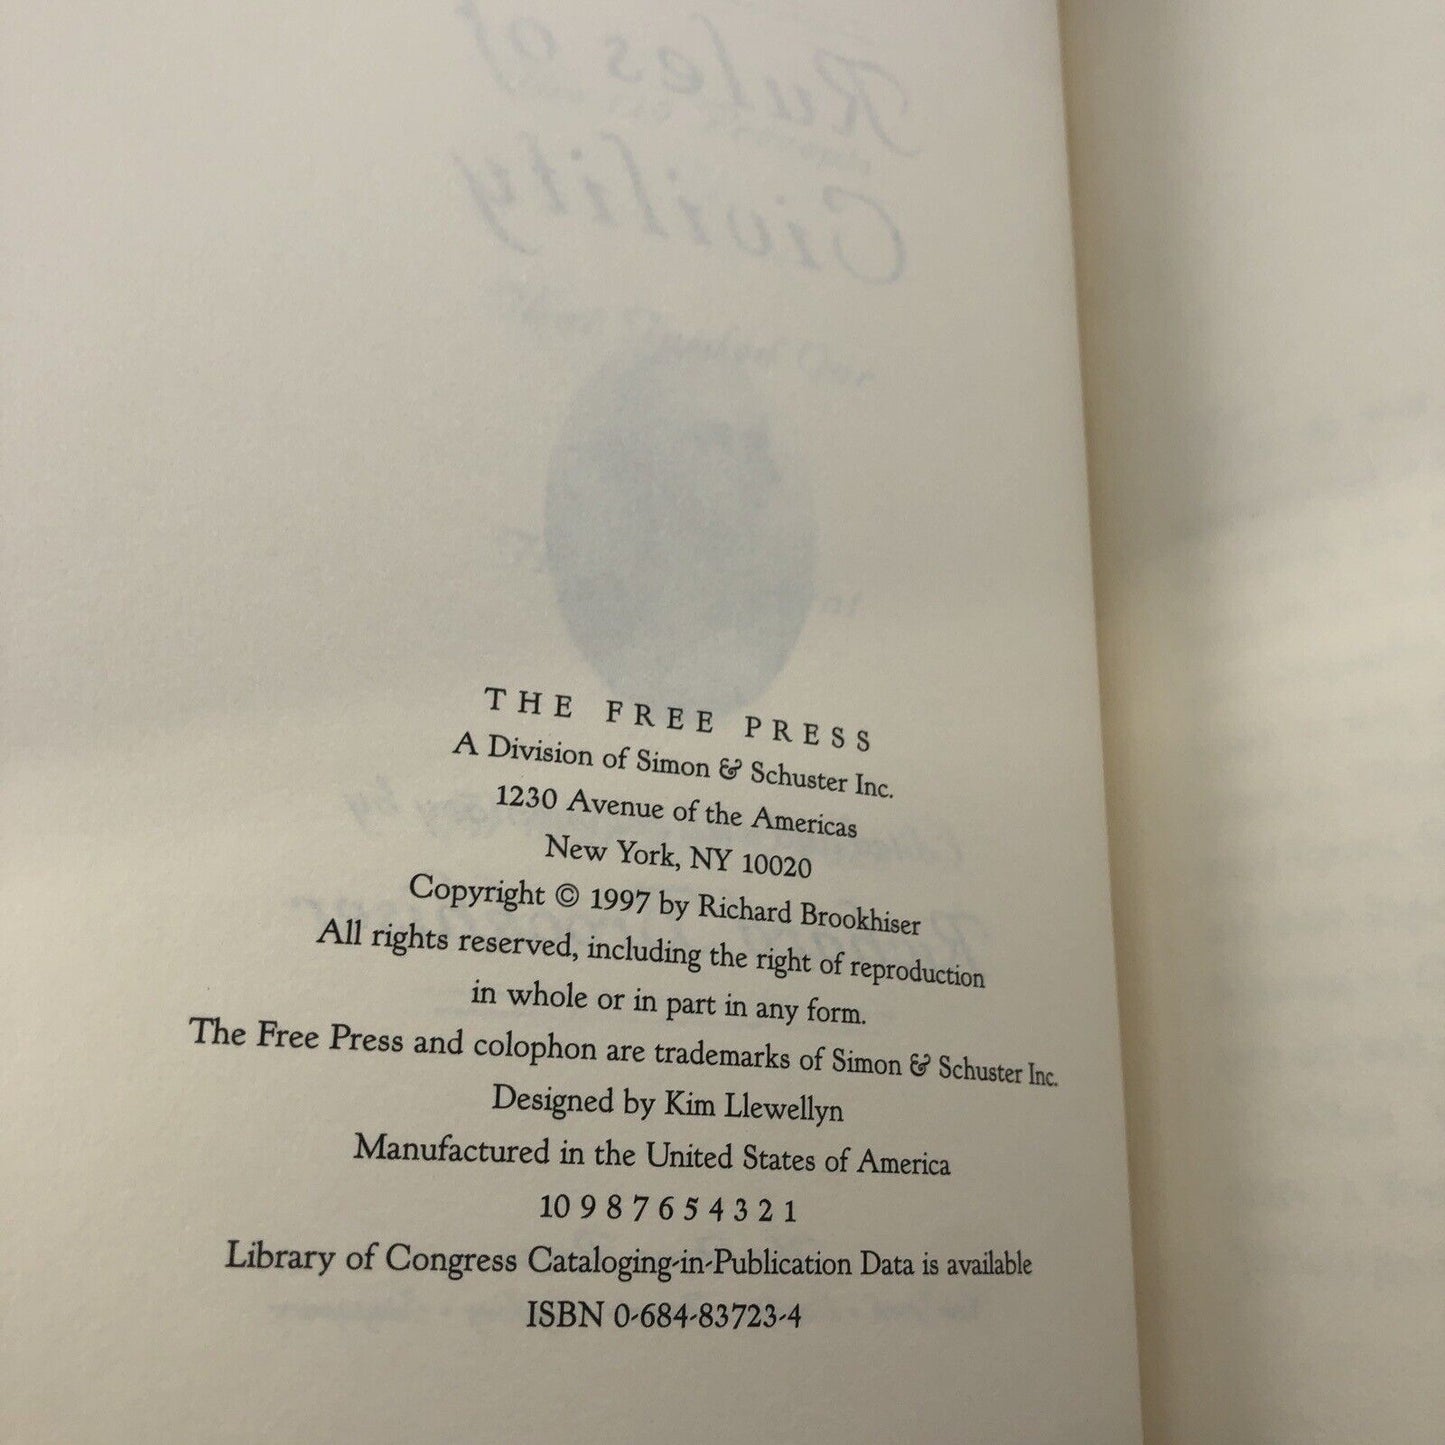 Rules of
Civility
THE FREE PRESS
A Division of Simon & Schuster Inc.
1230 Avenue of the Americas
New York, NY 10020
Copyright © 1997 by Richard Brookhiser
All rights reserved, including the right of reproduction
in whole or in part in any form.
The Free Press and colophon are trademarks of Simon & Schuster Inc.
Designed by Kim Llewellyn
Manufactured in the United States of America
10 9 8 7 6 5 4 3 2 1
Library of Congress Cataloging-in-Publication Data is available
ISBN 0-684-83723-4